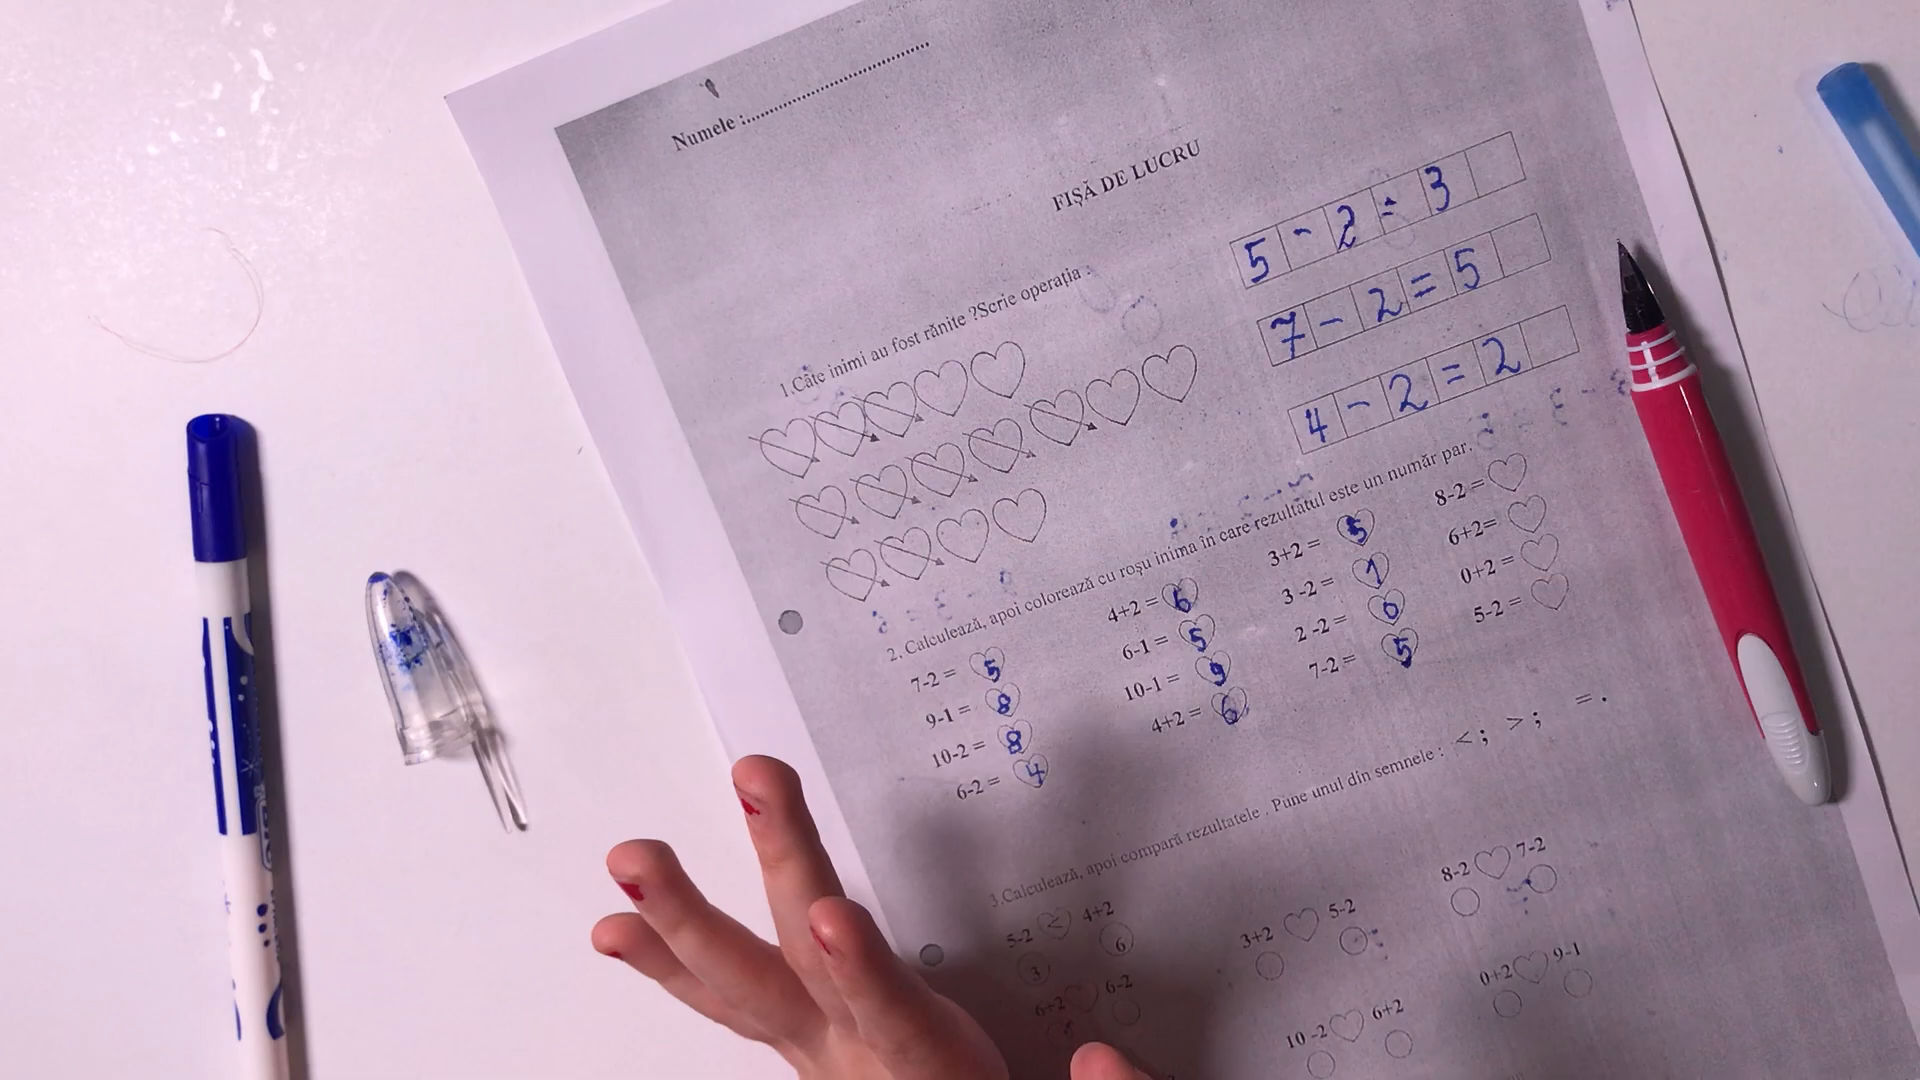 Numele :..........................................
FIȘĂ DE LUCRU
1.Câte inimi au fost rănite ?Scrie operația :
5 - 2 = 3
7 - 2 = 5
4 - 2 = 2
2. Calculează, apoi colorează cu roșu inima în care rezultatul este un număr par.
7-2 = 5
9-1 = 8
10-2 = 8
6-2 = 4
4+2 = 6
6-1 = 5
10-1 = 9
4+2 = 6
3+2 = 5
3 -2 = 1
2 -2 = 0
7-2 = 5
8-2 =
6+2=
0+2 =
5-2 =
3.Calculează, apoi compară rezultatele . Pune unul din semnele : < ; > ; = .
5-2 < 4+2
3 6
6+2 6-2
3+2 5-2
10 -2 6+2
8-2 7-2
0+2 9-1